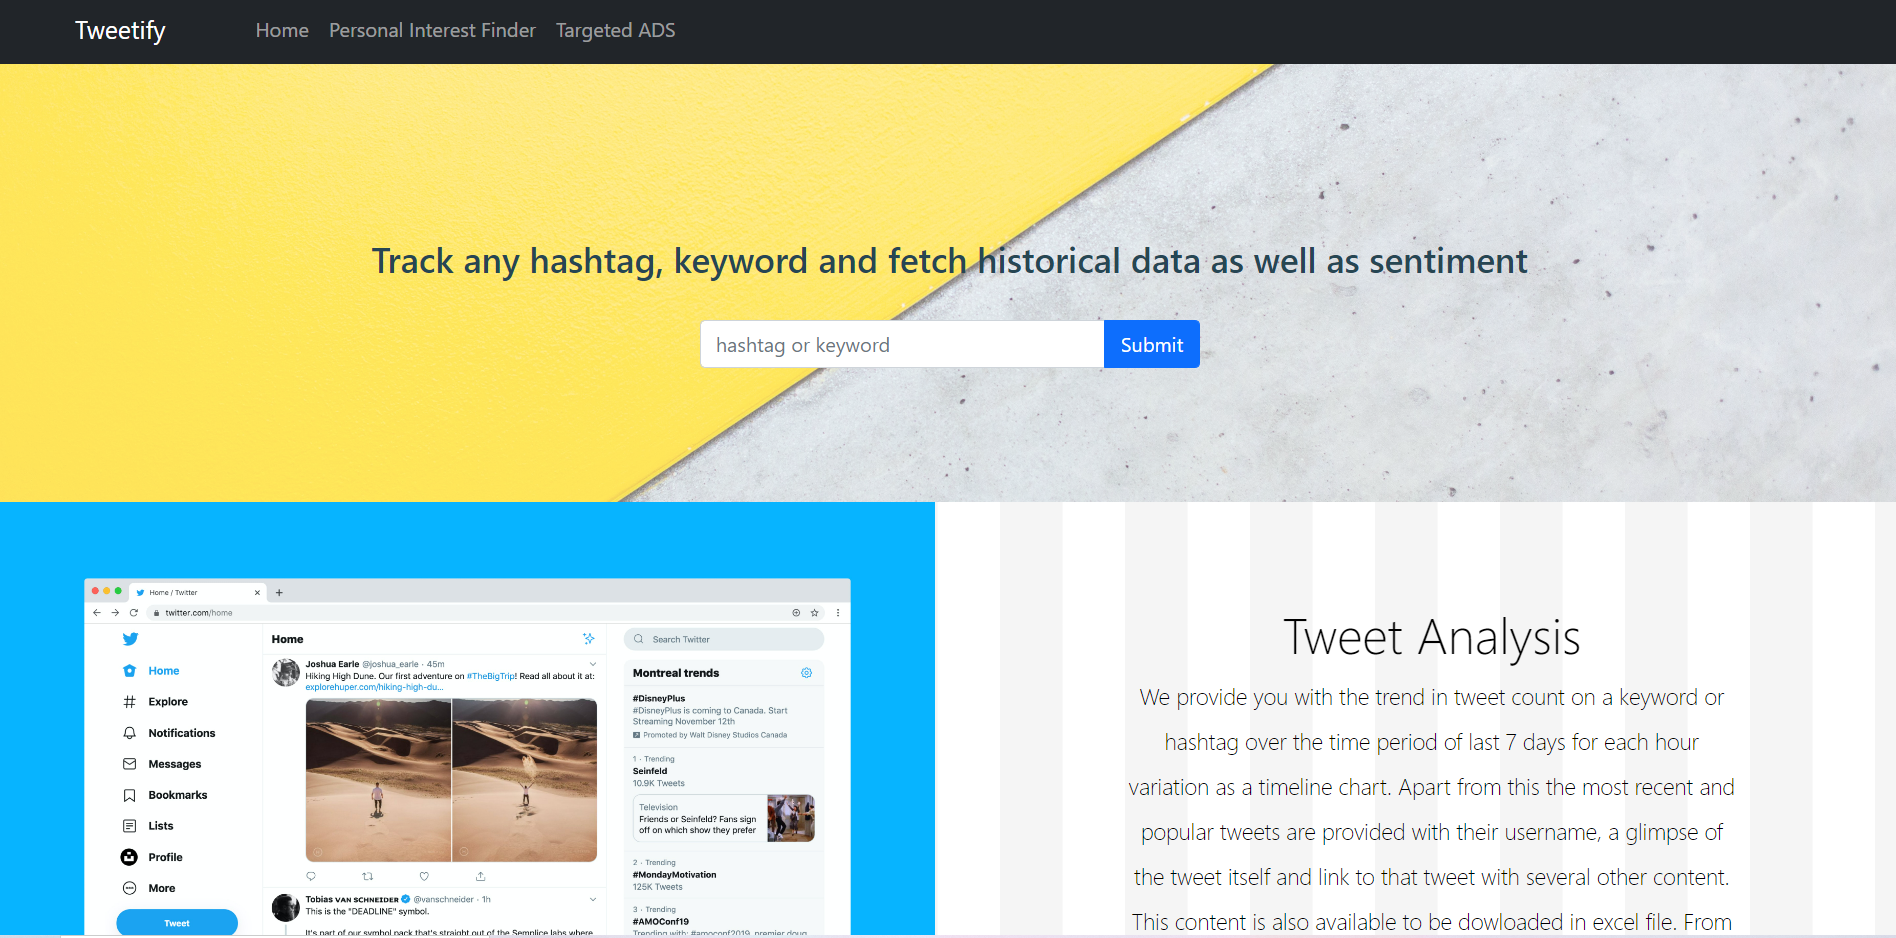 Tweetify
Home
Personal Interest Finder
Targeted ADS
Track any hashtag, keyword and fetch historical data as well as sentiment
hashtag or keyword
Submit
Home / Twitter
twitter.com/home
Home
Explore
Notifications
Messages
Bookmarks
Lists
Profile
More
Tweet
Home
Joshua Earle @joshua_earle · 45m
Hiking High Dune. Our first adventure on #TheBigTrip! Read all about it at:
explorehuper.com/hiking-high-du...
Tobias VAN SCHNEIDER @vanschneider · 1h
This is the "DEADLINE" symbol.
It's part of our symbol pack that's straight out of the Semplice labs where
Search Twitter
Montreal trends
#DisneyPlus
#DisneyPlus is coming to Canada. Start
Streaming November 12th
Promoted by Walt Disney Studios Canada
1 · Trending
Seinfeld
10.9K Tweets
Television
Friends or Seinfeld? Fans sign
off on which show they prefer
2 · Trending
#MondayMotivation
125K Tweets
3 · Trending
#AMOConf19
Trending with: #amoconf2019, premier doug
Tweet Analysis
We provide you with the trend in tweet count on a keyword or
hashtag over the time period of last 7 days for each hour
variation as a timeline chart. Apart from this the most recent and
popular tweets are provided with their username, a glimpse of
the tweet itself and link to that tweet with several other content.
This content is also available to be dowloaded in excel file. From